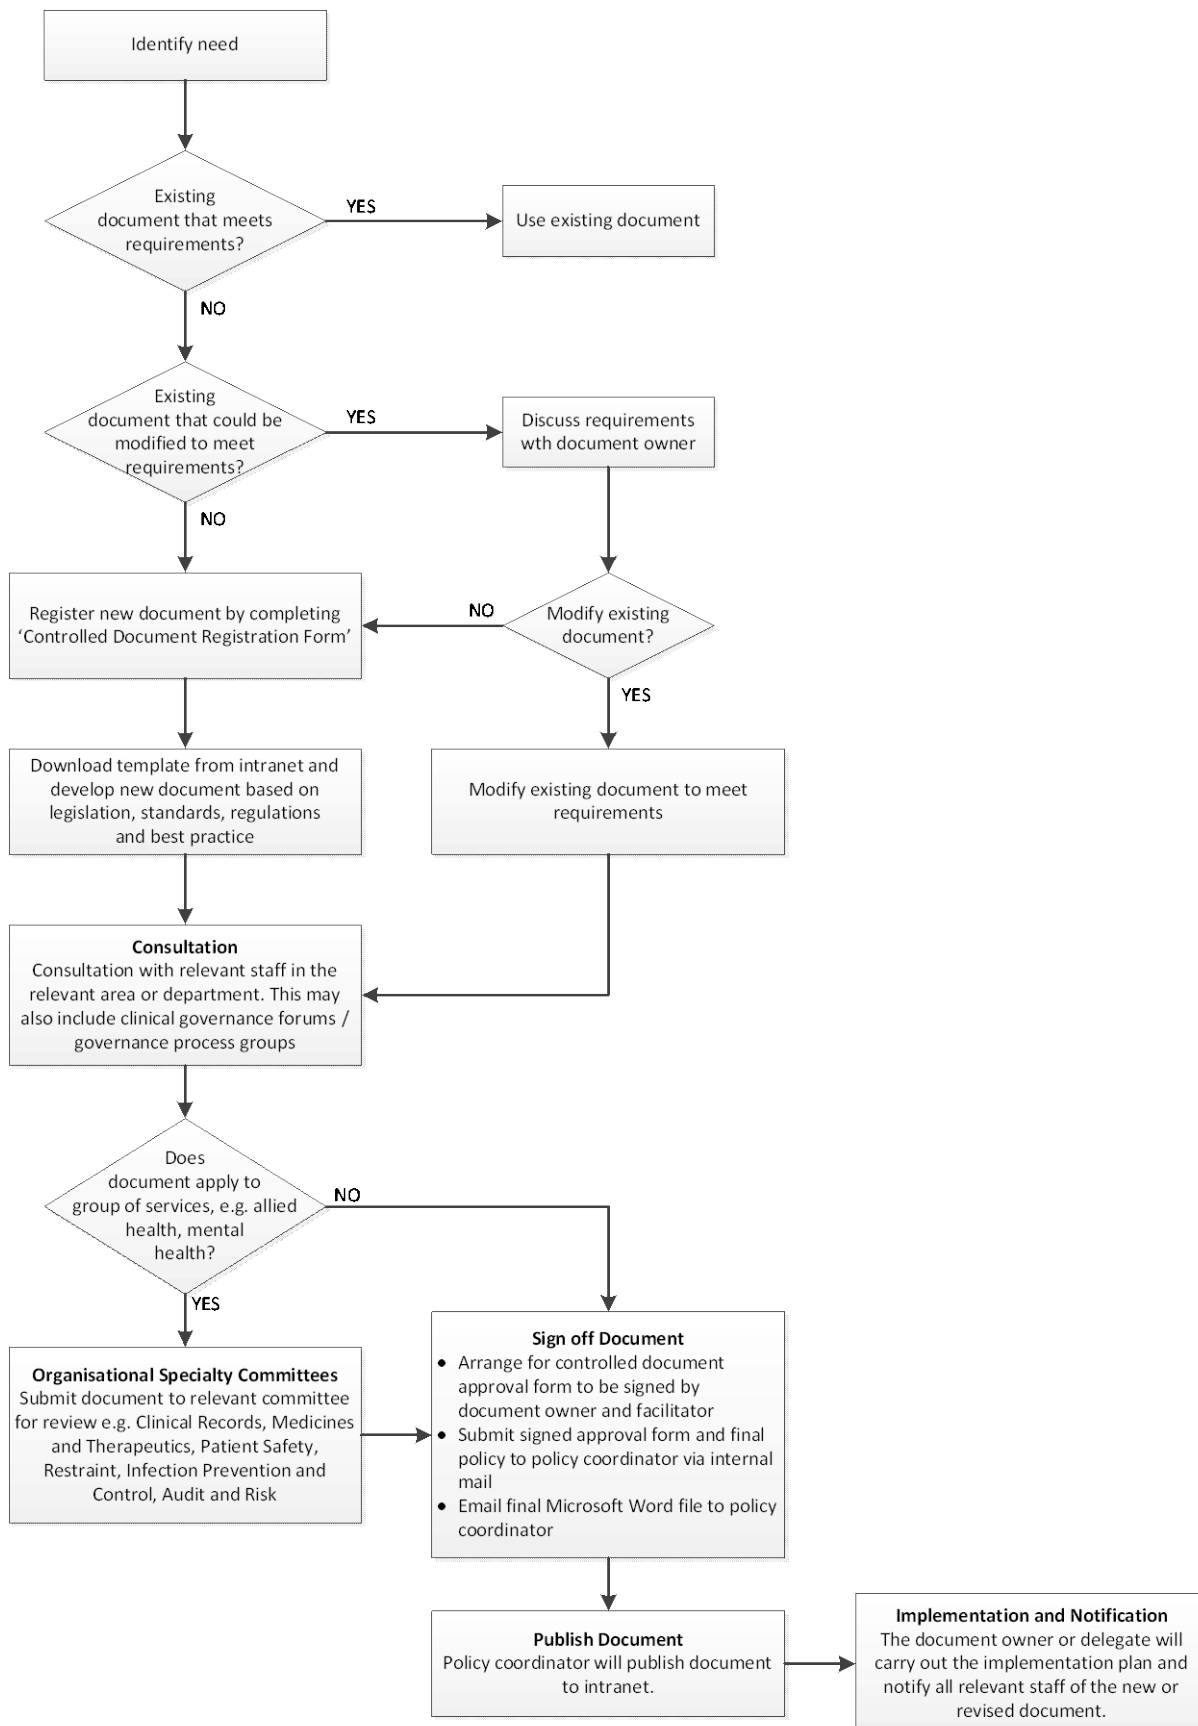 Identify need
Existing
document that meets
requirements?
YES
Use existing document
NO
Existing
document that could be
modified to meet
requirements?
YES
Discuss requirements
wth document owner
NO
Register new document by completing
‘Controlled Document Registration Form’
NO
Modify existing
document?
YES
Download template from intranet and
develop new document based on
legislation, standards, regulations
and best practice
Modify existing document to meet
requirements
Consultation
Consultation with relevant staff in the
relevant area or department. This may
also include clinical governance forums /
governance process groups
Does
document apply to
group of services, e.g. allied
health, mental
health?
NO
YES
Organisational Specialty Committees
Submit document to relevant committee
for review e.g. Clinical Records, Medicines
and Therapeutics, Patient Safety,
Restraint, Infection Prevention and
Control, Audit and Risk
Sign off Document
• Arrange for controlled document
approval form to be signed by
document owner and facilitator
• Submit signed approval form and final
policy to policy coordinator via internal
mail
• Email final Microsoft Word file to policy
coordinator
Publish Document
Policy coordinator will publish document
to intranet.
Implementation and Notification
The document owner or delegate will
carry out the implementation plan and
notify all relevant staff of the new or
revised document.